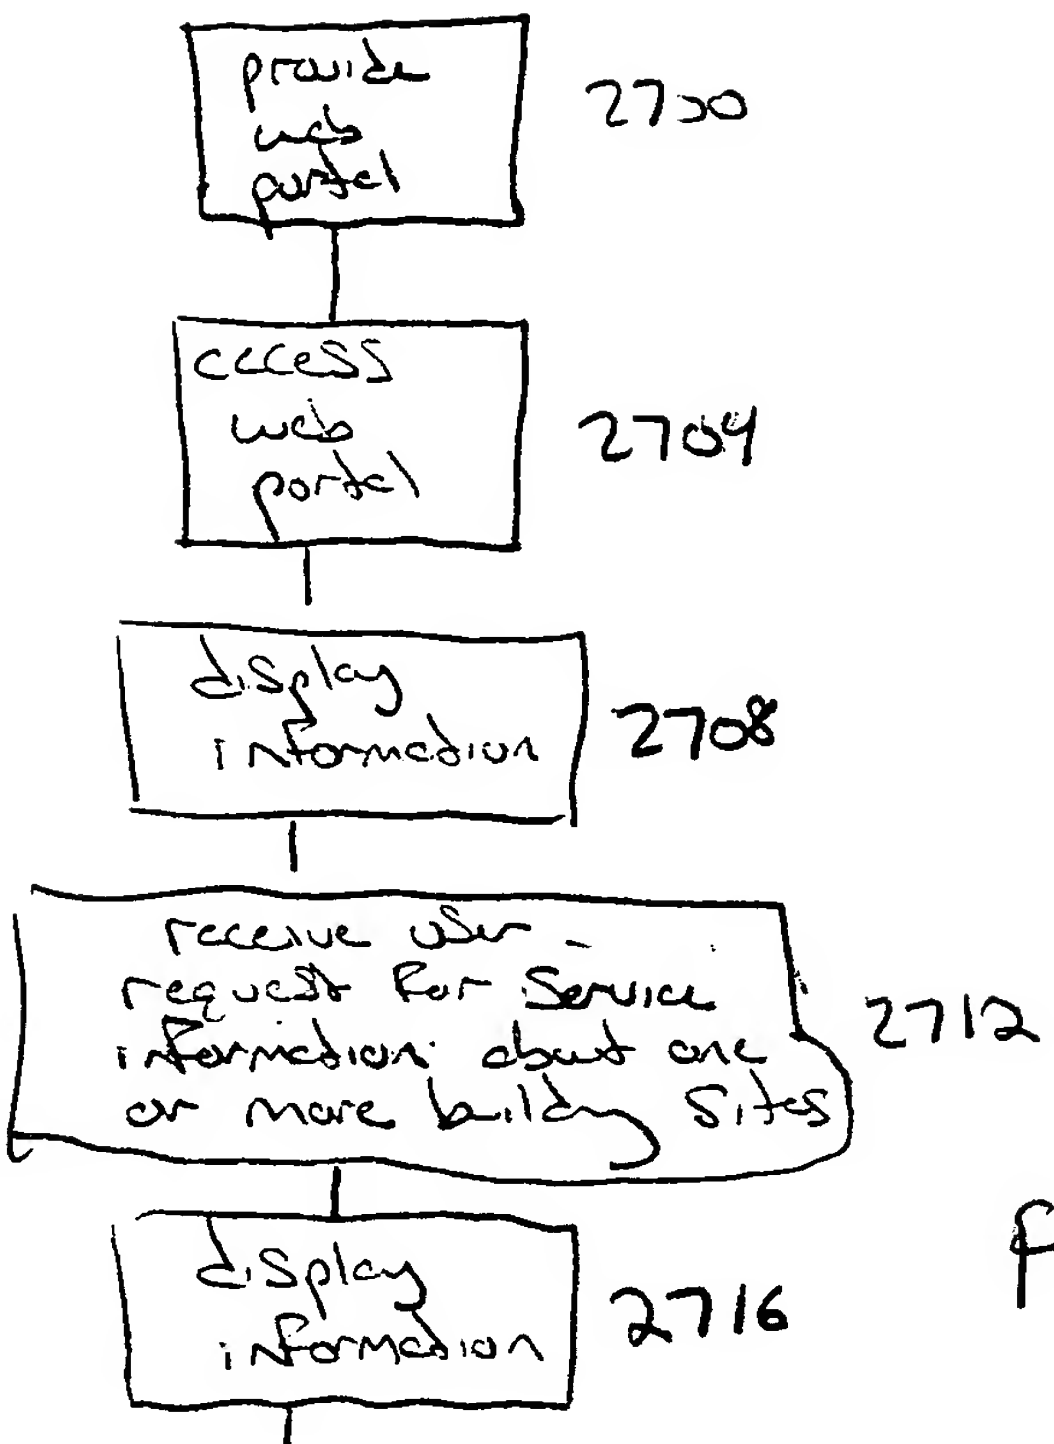 provide
web
portal
2700
access
web
portal
2704
display
information
2708
receive user
request for service
information about one
or more building sites
2712
display
information
2716